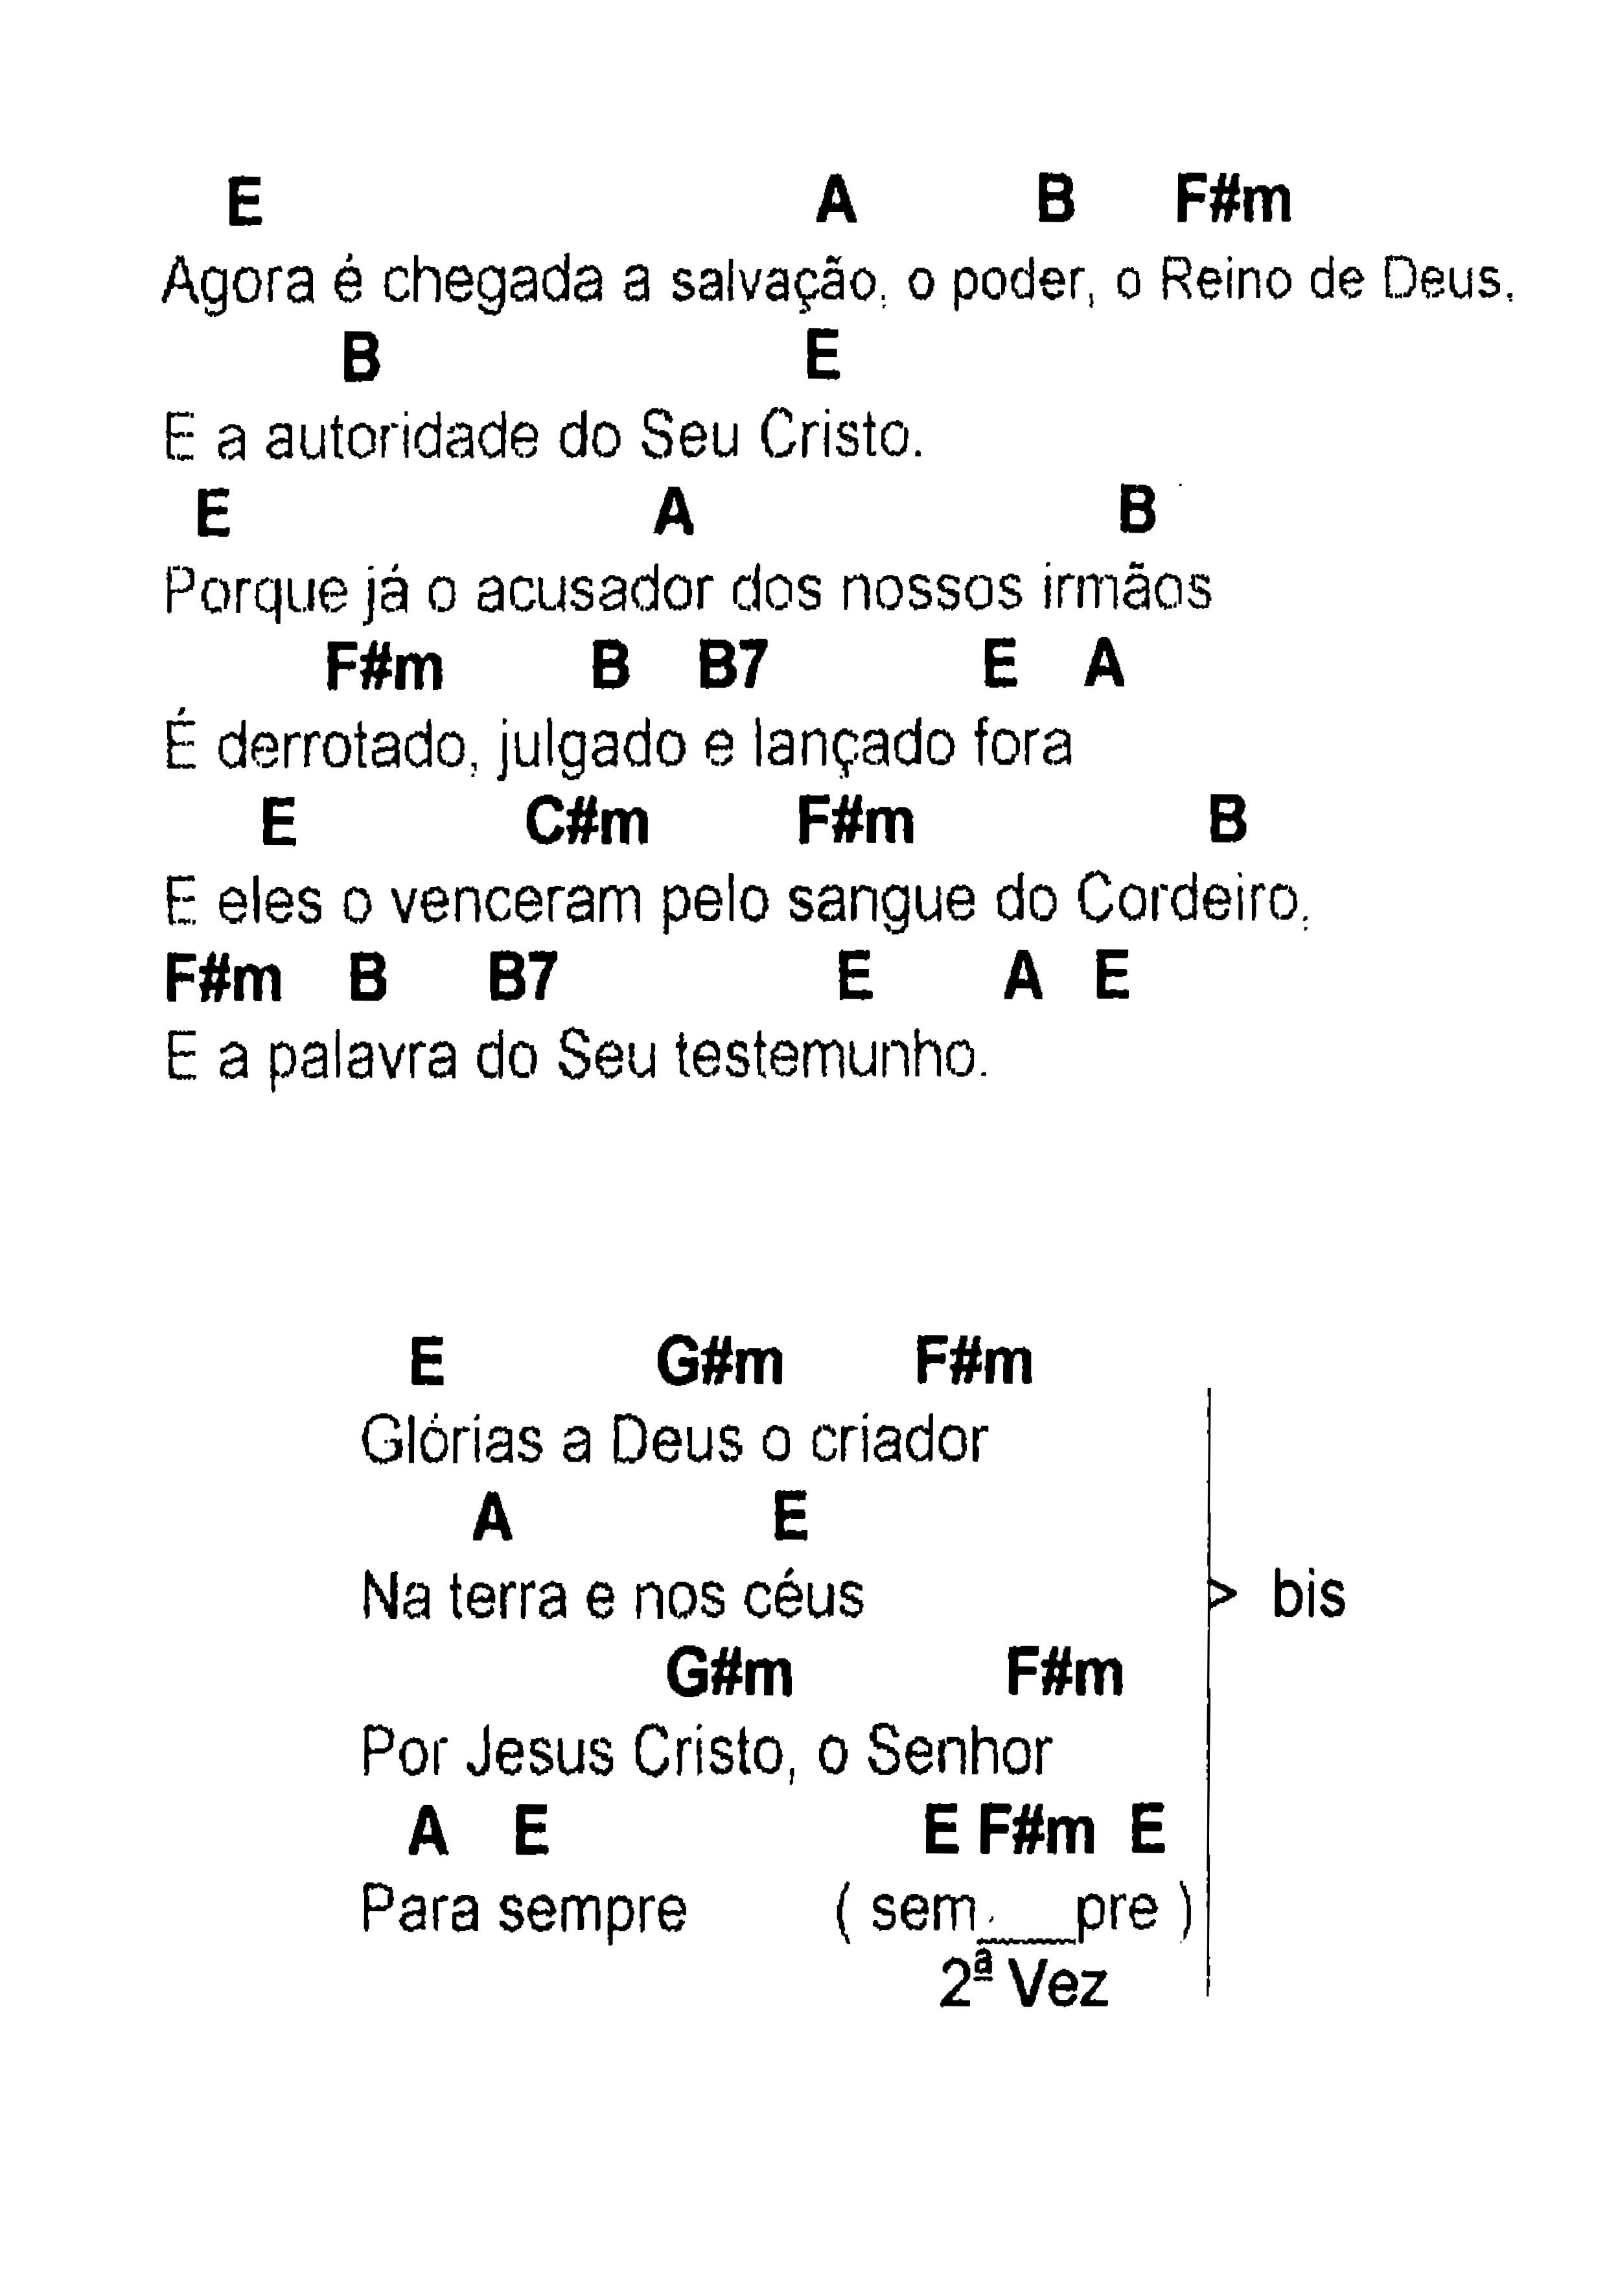 E A B F#m
Agora é chegada a salvação, o poder, o Reino de Deus,
B E
E a autoridade do Seu Cristo.
E A B
Porque já o acusador dos nossos irmãos
F#m B B7 E A
É derrotado, julgado e lançado fora
E C#m F#m B
E eles o venceram pelo sangue do Cordeiro,
F#m B B7 E A E
E a palavra do Seu testemunho.
E G#m F#m
Glórias a Deus o criador
A E
Na terra e nos céus
> bis
G#m F#m
Por Jesus Cristo, o Senhor
A E E F#m E
Para sempre ( sem____pre )
2ª Vez